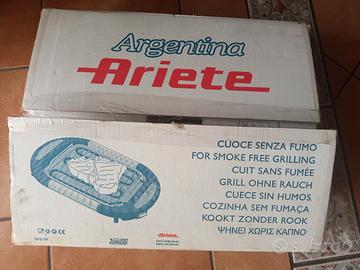 Argentina
Ariete
CUOCE SENZA FUMO
FOR SMOKE FREE GRILLING
CUIT SANS FUMÉE
GRILL OHNE RAUCH
CUECE SIN HUMOS
COZINHA SEM FUMAÇA
KOOKT ZONDER ROOK
ΨΗΝΕΙ ΧΩΡΙΣ ΚΑΠΝΟ
Ariete
subito